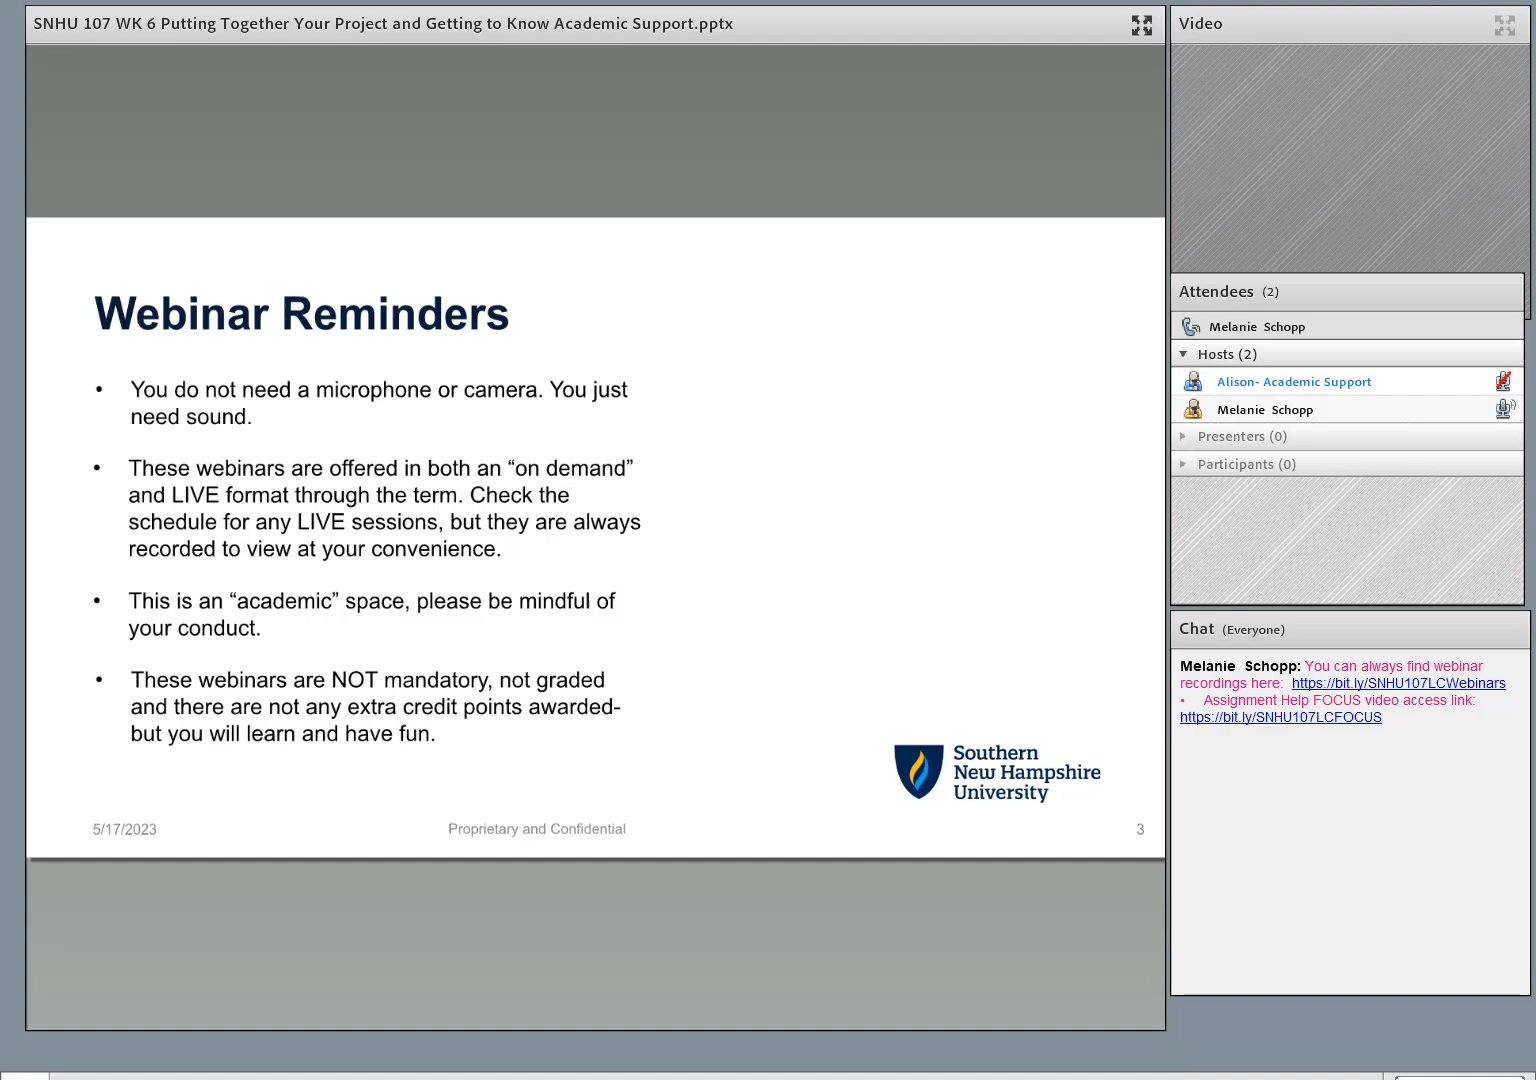 SNHU 107 WK 6 Putting Together Your Project and Getting to Know Academic Support.pptx
Webinar Reminders
• You do not need a microphone or camera. You just
need sound.
• These webinars are offered in both an “on demand”
and LIVE format through the term. Check the
schedule for any LIVE sessions, but they are always
recorded to view at your convenience.
• This is an “academic” space, please be mindful of
your conduct.
• These webinars are NOT mandatory, not graded
and there are not any extra credit points awarded-
but you will learn and have fun.
Southern
New Hampshire
University
5/17/2023
Proprietary and Confidential
3
Video
Attendees (2)
Melanie Schopp
Hosts (2)
Alison- Academic Support
Melanie Schopp
Presenters (0)
Participants (0)
Chat (Everyone)
Melanie Schopp: You can always find webinar
recordings here: https://bit.ly/SNHU107LCWebinars
• Assignment Help FOCUS video access link:
https://bit.ly/SNHU107LCFOCUS